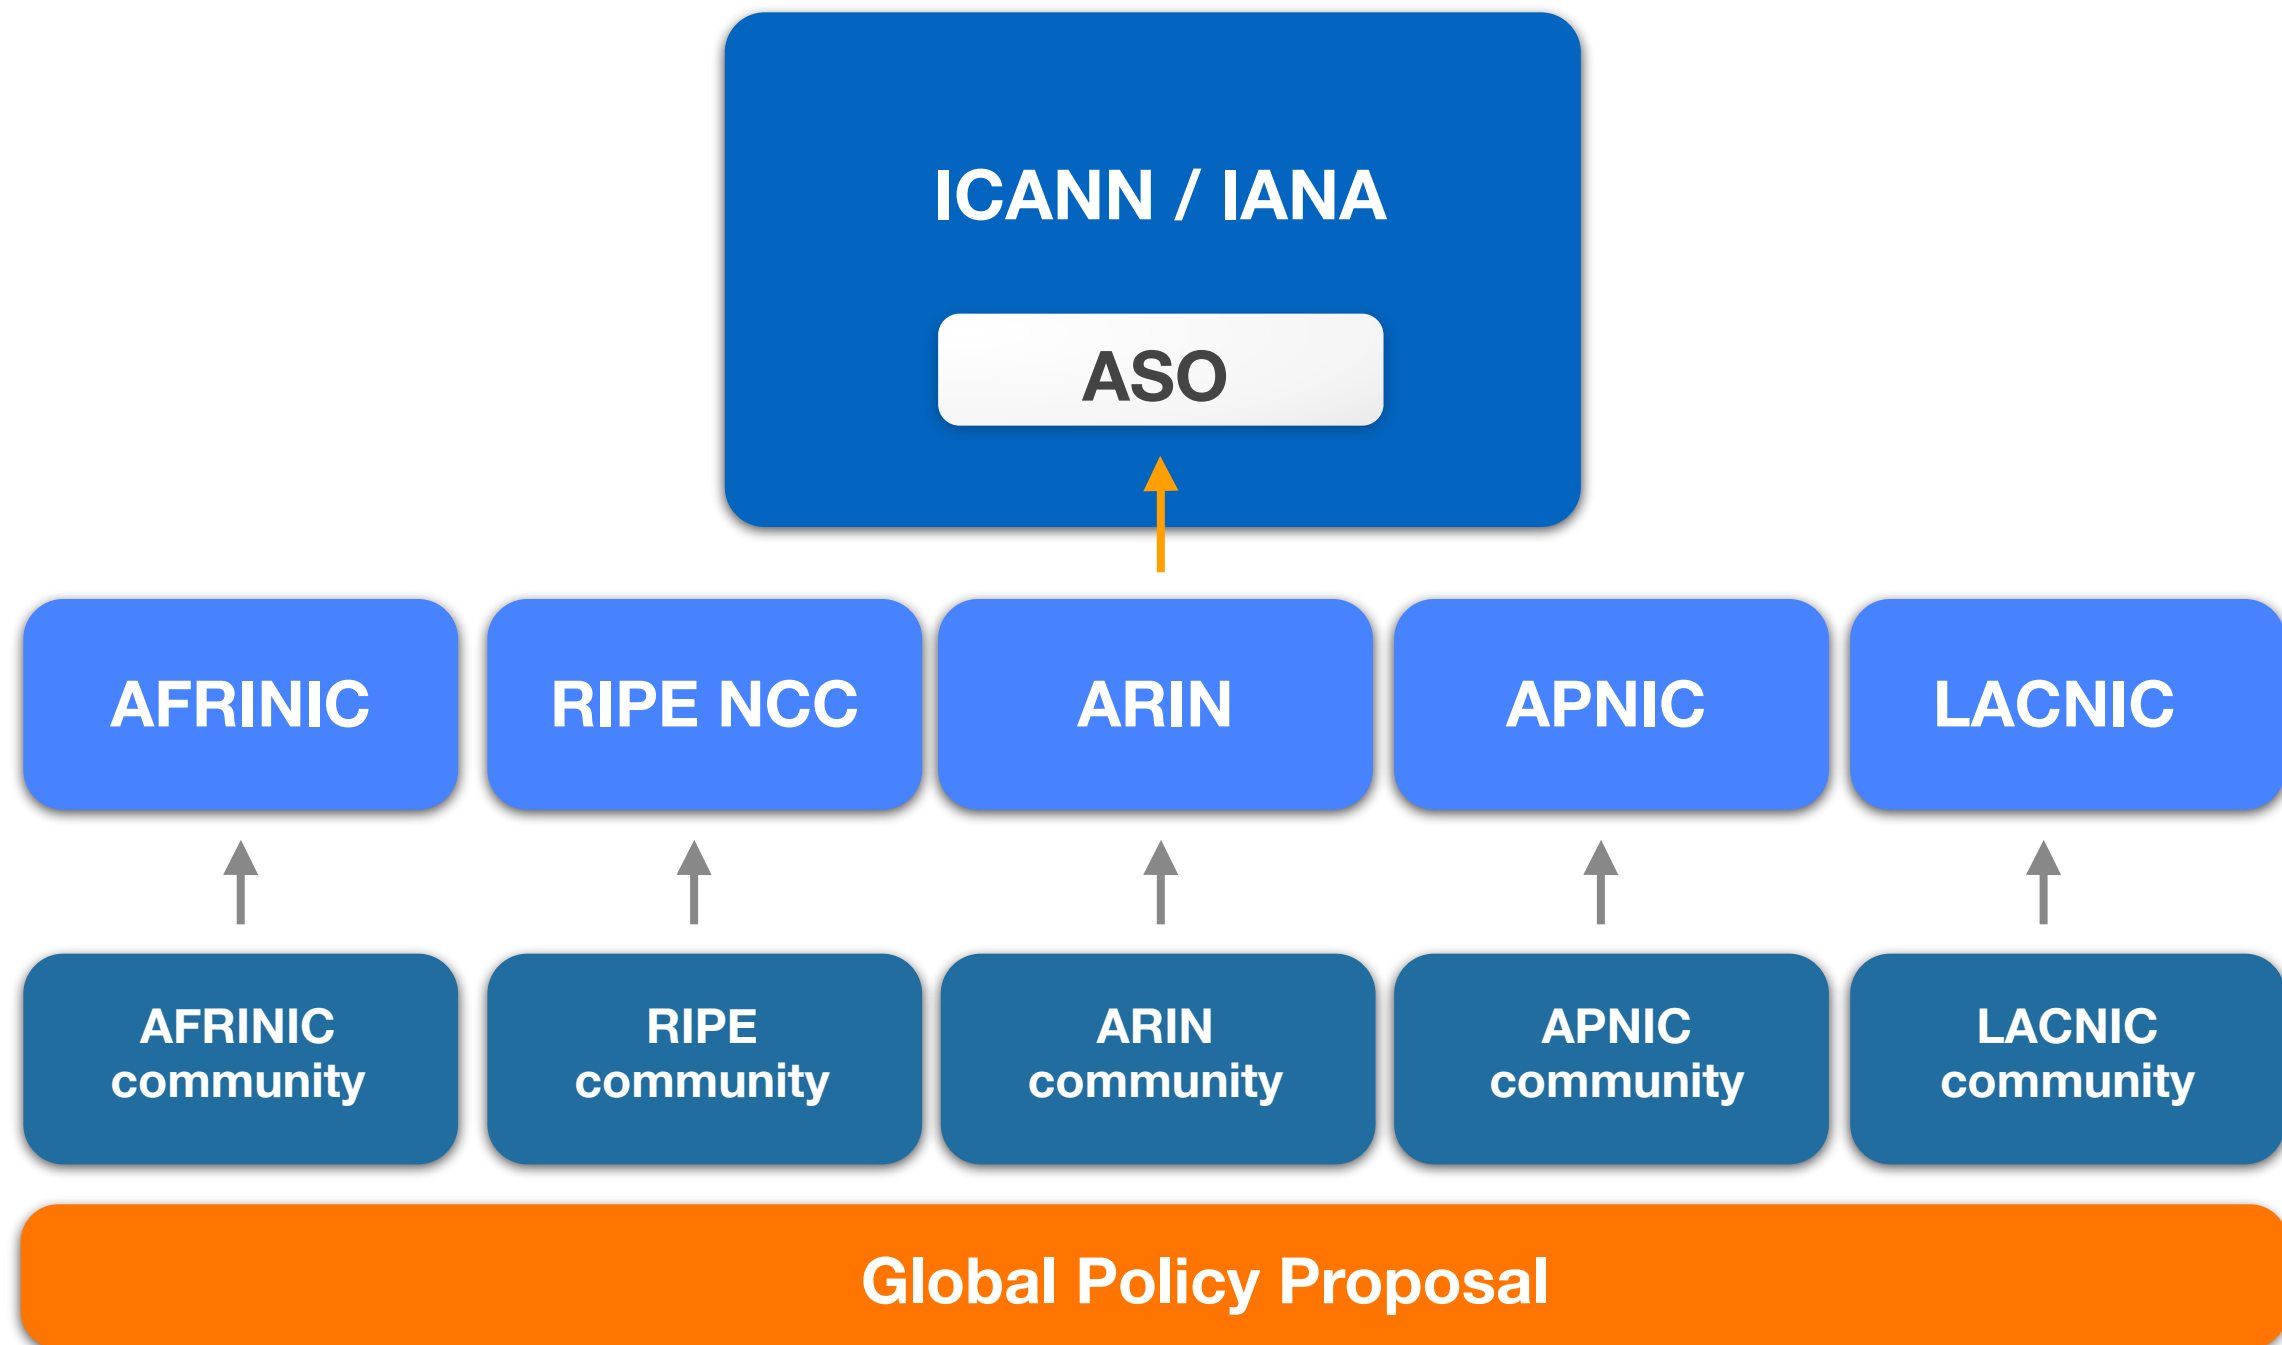 ICANN / IANA
ASO
AFRINIC
RIPE NCC
ARIN
APNIC
LACNIC
AFRINIC
community
RIPE
community
ARIN
community
APNIC
community
LACNIC
community
Global Policy Proposal